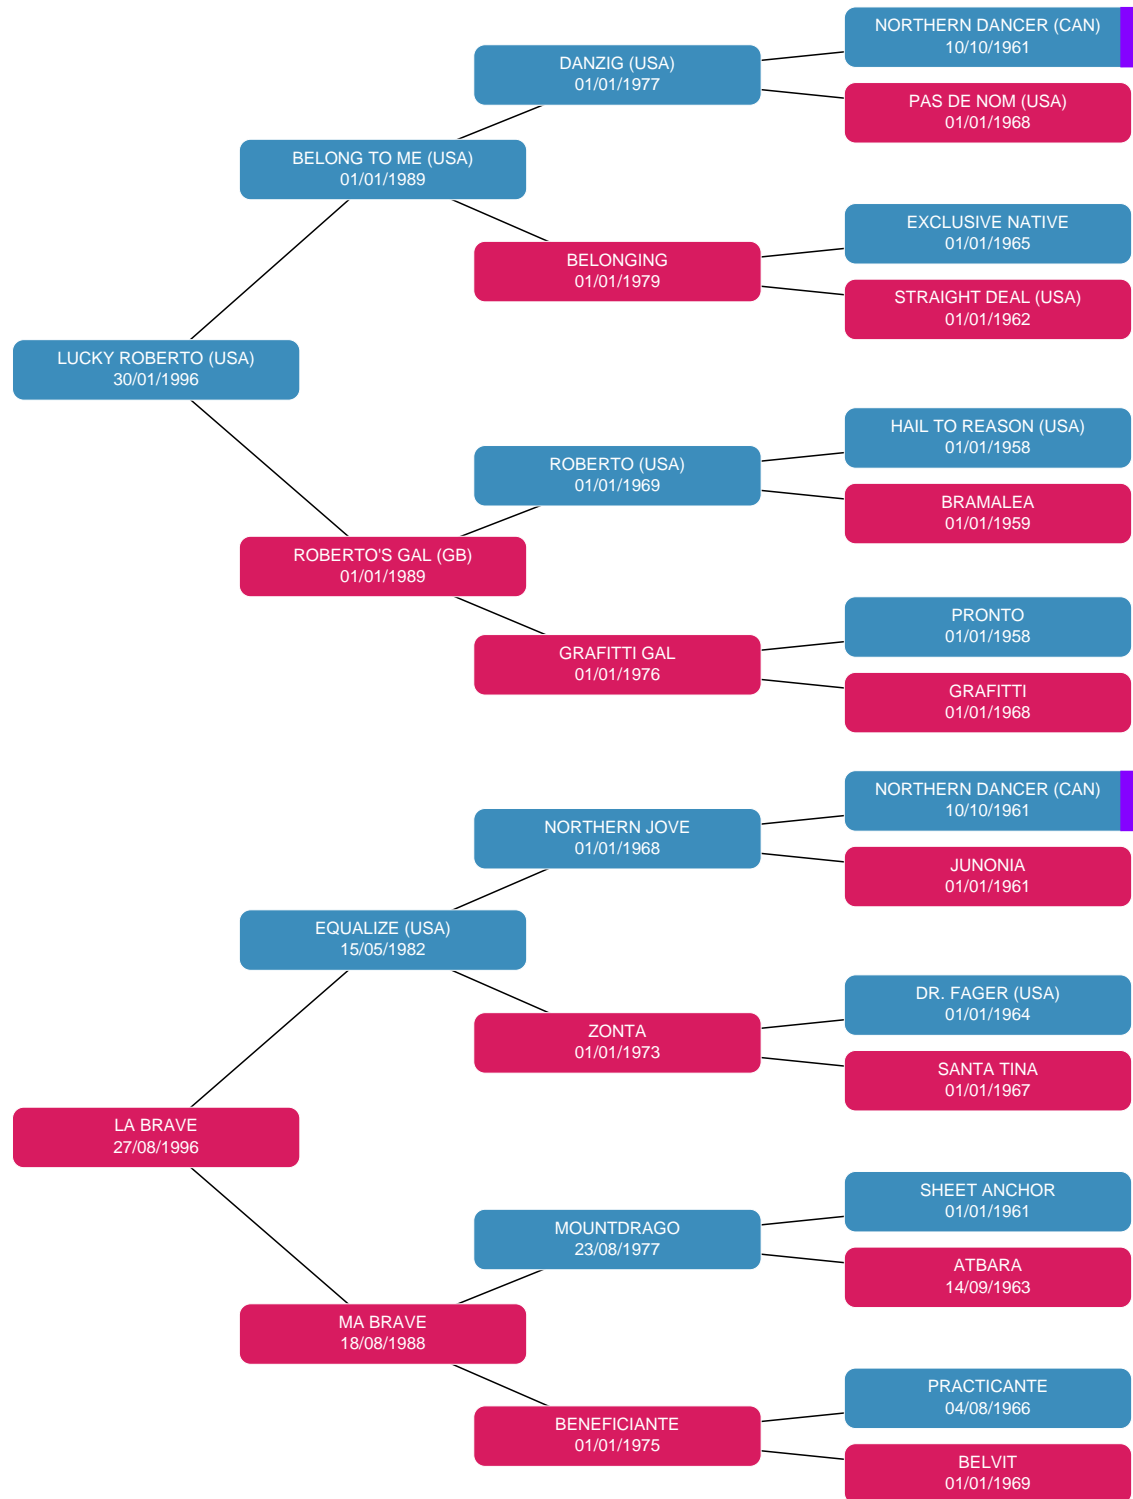 NORTHERN DANCER (CAN)
10/10/1961
DANZIG (USA)
01/01/1977
PAS DE NOM (USA)
01/01/1968
BELONG TO ME (USA)
01/01/1989
EXCLUSIVE NATIVE
01/01/1965
BELONGING
01/01/1979
STRAIGHT DEAL (USA)
01/01/1962
LUCKY ROBERTO (USA)
30/01/1996
HAIL TO REASON (USA)
01/01/1958
ROBERTO (USA)
01/01/1969
BRAMALEA
01/01/1959
ROBERTO'S GAL (GB)
01/01/1989
PRONTO
01/01/1958
GRAFITTI GAL
01/01/1976
GRAFITTI
01/01/1968
NORTHERN DANCER (CAN)
10/10/1961
NORTHERN JOVE
01/01/1968
JUNONIA
01/01/1961
EQUALIZE (USA)
15/05/1982
DR. FAGER (USA)
01/01/1964
ZONTA
01/01/1973
SANTA TINA
01/01/1967
LA BRAVE
27/08/1996
SHEET ANCHOR
01/01/1961
MOUNTDRAGO
23/08/1977
ATBARA
14/09/1963
MA BRAVE
18/08/1988
PRACTICANTE
04/08/1966
BENEFICIANTE
01/01/1975
BELVIT
01/01/1969